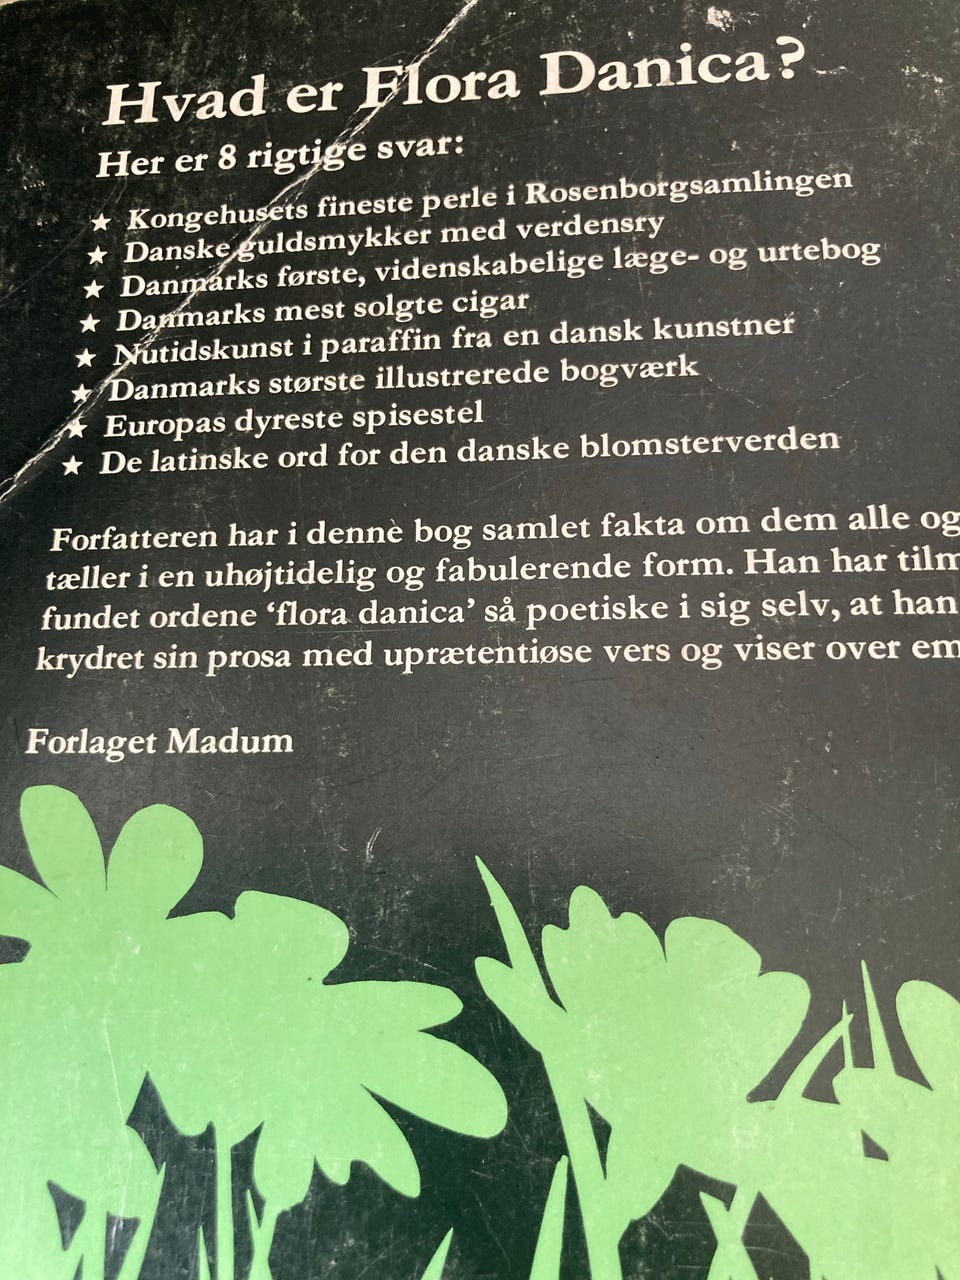 Hvad er Flora Danica?
Her er 8 rigtige svar:
★ Kongehusets fineste perle i Rosenborgsamlingen
★ Danske guldsmykker med verdensry
★ Danmarks første, videnskabelige læge- og urtebog
★ Danmarks mest solgte cigar
★ Nutidskunst i paraffin fra en dansk kunstner
★ Danmarks største illustrerede bogværk
★ Europas dyreste spisestel
★ De latinske ord for den danske blomsterverden
Forfatteren har i denne bog samlet fakta om dem alle og
tæller i en uhøjtidelig og fabulerende form. Han har
fundet ordene ‘flora danica’ så poetiske i sig selv, at han
krydret sin prosa med uprætentiøse vers og viser over
Forlaget Madum